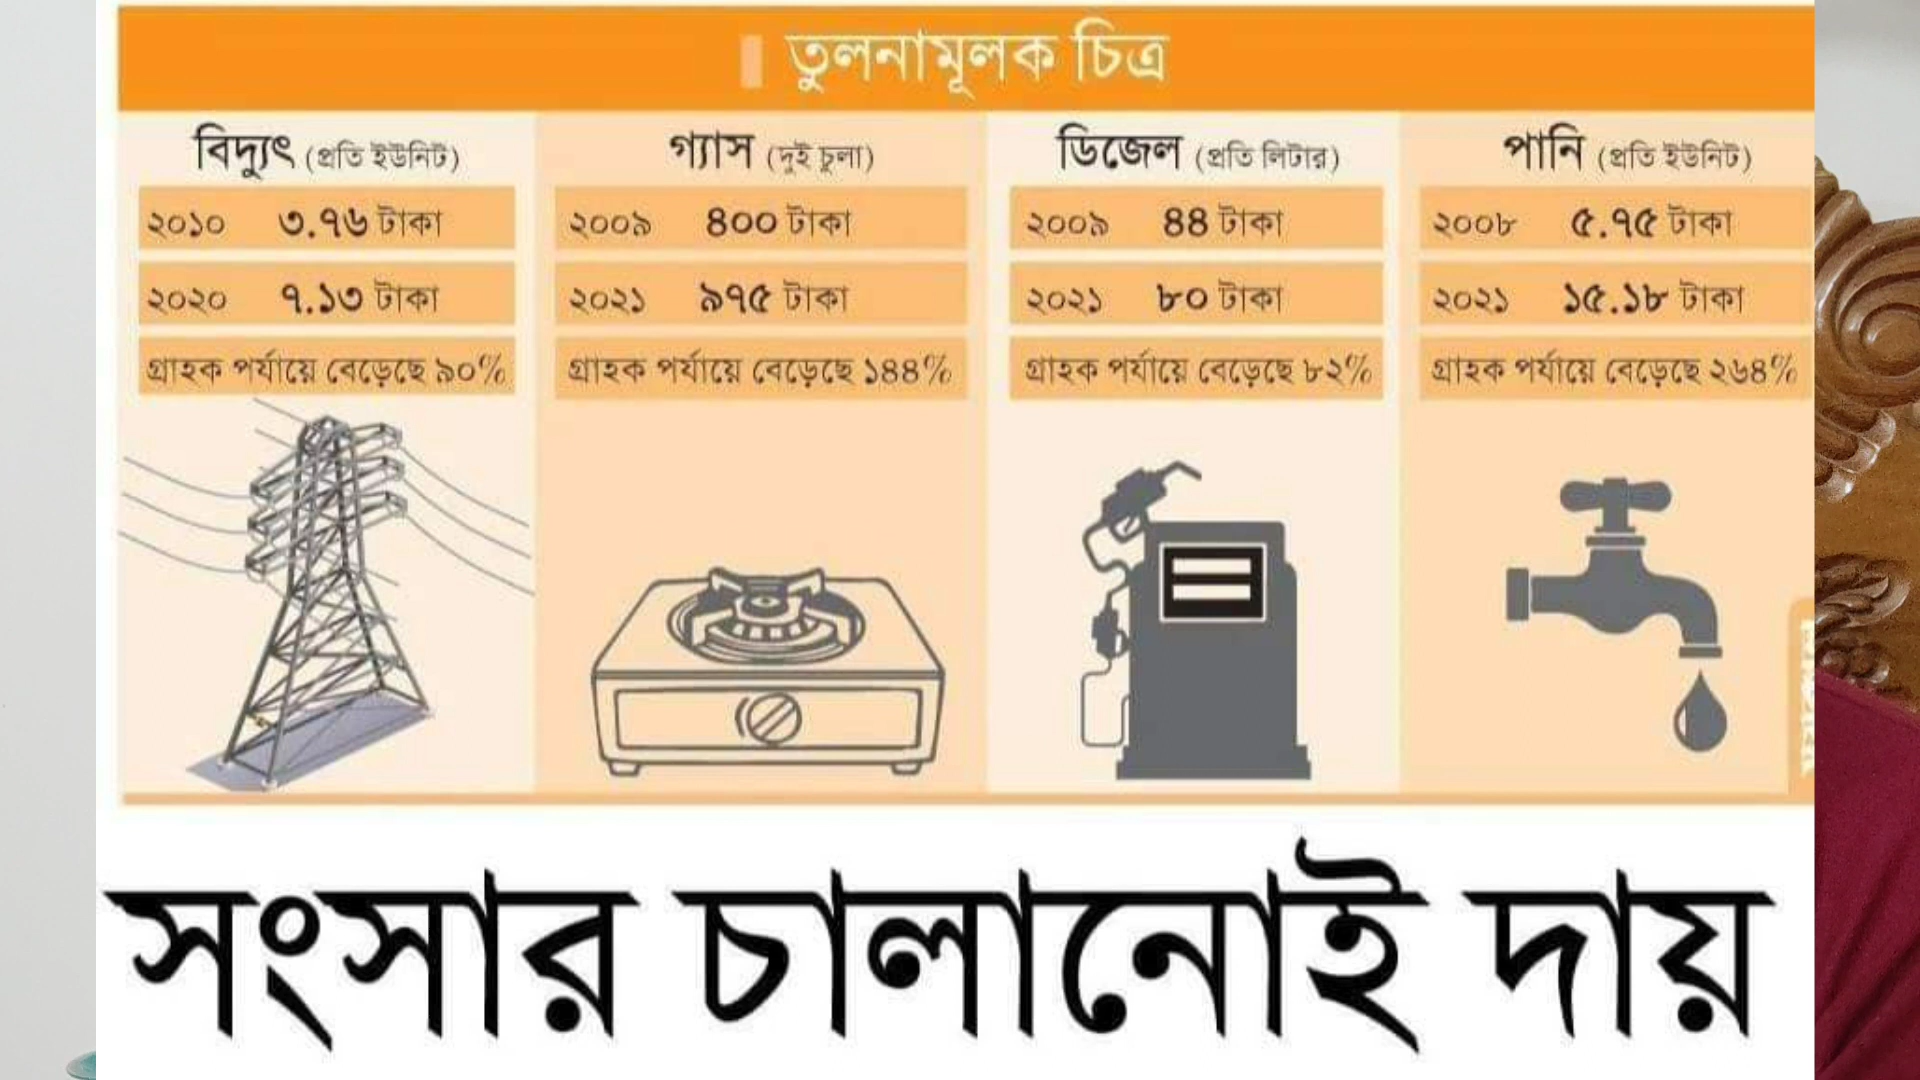 তুলনামূলক চিত্র
বিদ্যুৎ (প্রতি ইউনিট)
২০১০ ৩.৭৬ টাকা
২০২০ ৭.১৩ টাকা
গ্রাহক পর্যায়ে বেড়েছে ৯০%
গ্যাস (দুই চুলা)
২০০৯ ৪০০ টাকা
২০২১ ৯৭৫ টাকা
গ্রাহক পর্যায়ে বেড়েছে ১৪৪%
ডিজেল (প্রতি লিটার)
২০০৯ ৪৪ টাকা
২০২১ ৮০ টাকা
গ্রাহক পর্যায়ে বেড়েছে ৮২%
পানি (প্রতি ইউনিট)
২০০৮ ৫.৭৫ টাকা
২০২১ ১৫.১৮ টাকা
গ্রাহক পর্যায়ে বেড়েছে ২৬৪%
সংসার চালানোই দায়